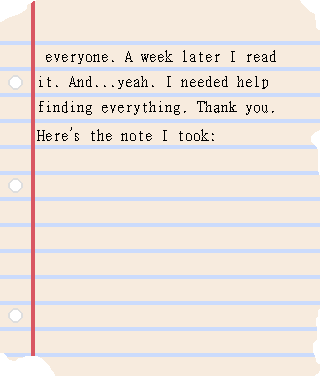 everyone. A week later I read
it. And...yeah. I needed help
finding everything. Thank you.
Here's the note I took: